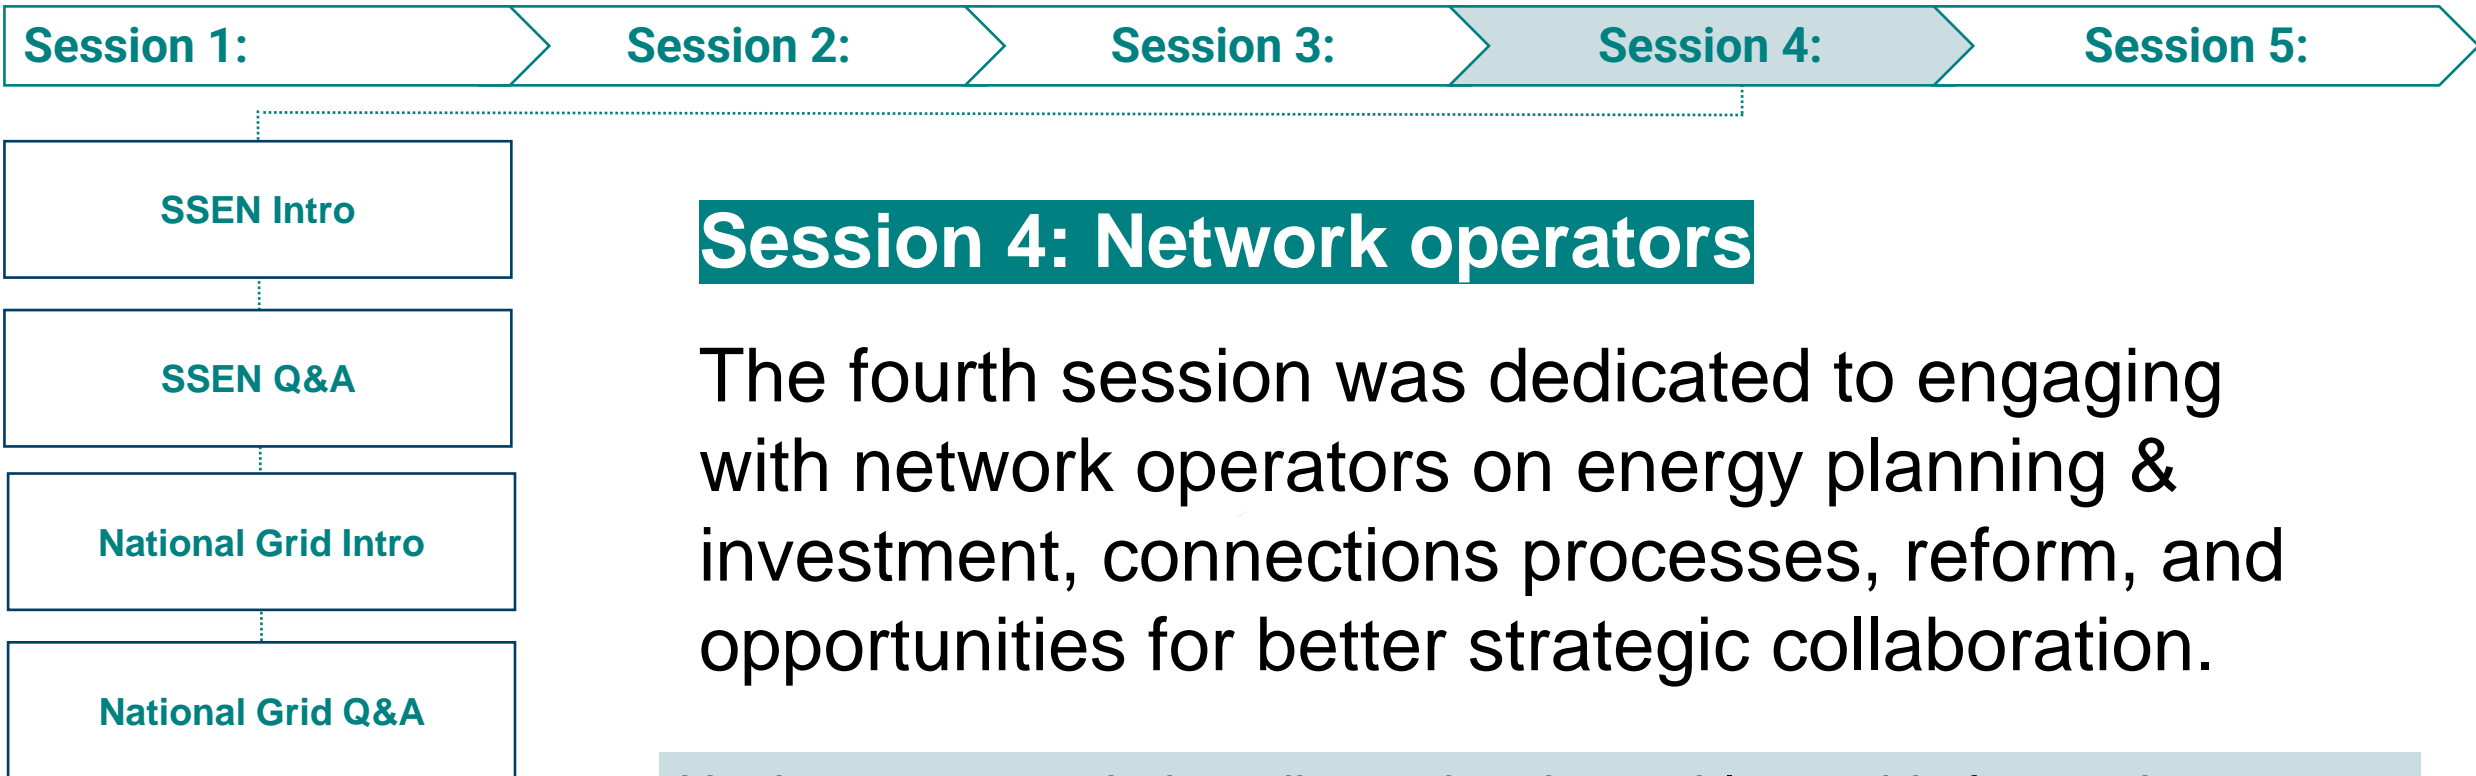 Session 1:
Session 2:
Session 3:
Session 4:
Session 5:
SSEN Intro
SSEN Q&A
National Grid Intro
National Grid Q&A
Session 4: Network operators
The fourth session was dedicated to engaging
with network operators on energy planning &
investment, connections processes, reform, and
opportunities for better strategic collaboration.